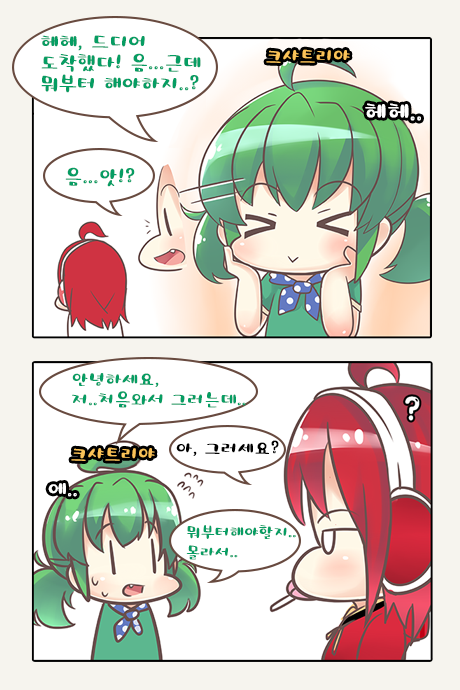 헤헤, 드디어
도착했다! 음...근데
뭐부터 해야하지..?
크샤트리아
헤헤..
음...앗!?
안녕하세요,
저..처음와서 그러는데..
크샤트리야
아, 그러세요?
?
에..
뭐부터해야할지..
몰라서..